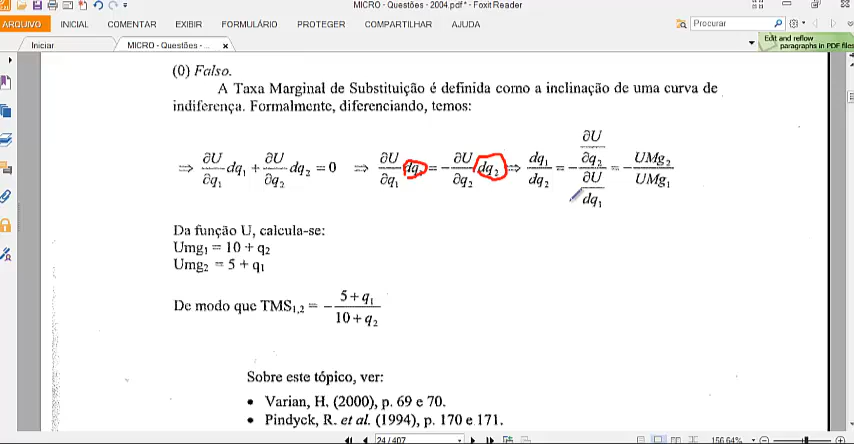 MICRO - Questões - 2004.pdf* - Foxit Reader
ARQUIVO INICIAR COMENTAR EXIBIR FORMULÁRIO PROTEGER COMPARTILHAR AJUDA
Procurar
Edit and reflow
paragraphs in PDF files
Iniciar
MICRO - Questões - ...
(0) Falso.
A Taxa Marginal de Substituição é definida como a inclinação de uma curva de
indiferença. Formalmente, diferenciando, temos:
⇒ ∂U/∂q₁ dq₁ + ∂U/∂q₂ dq₂ = 0 ⇒ ∂U/∂q₁ dq₁ = − ∂U/∂q₂ dq₂ ⇒ dq₁/dq₂ = − (∂U/∂q₂)/(∂U/dq₁) = − UMg₂/UMg₁
Da função U, calcula-se:
Umg₁ = 10 + q₂
Umg₂ = 5 + q₁
De modo que TMS₁,₂ = − (5 + q₁)/(10 + q₂)
Sobre este tópico, ver:
• Varian, H. (2000), p. 69 e 70.
• Pindyck, R. et al. (1994), p. 170 e 171.
24 / 407
156,64%